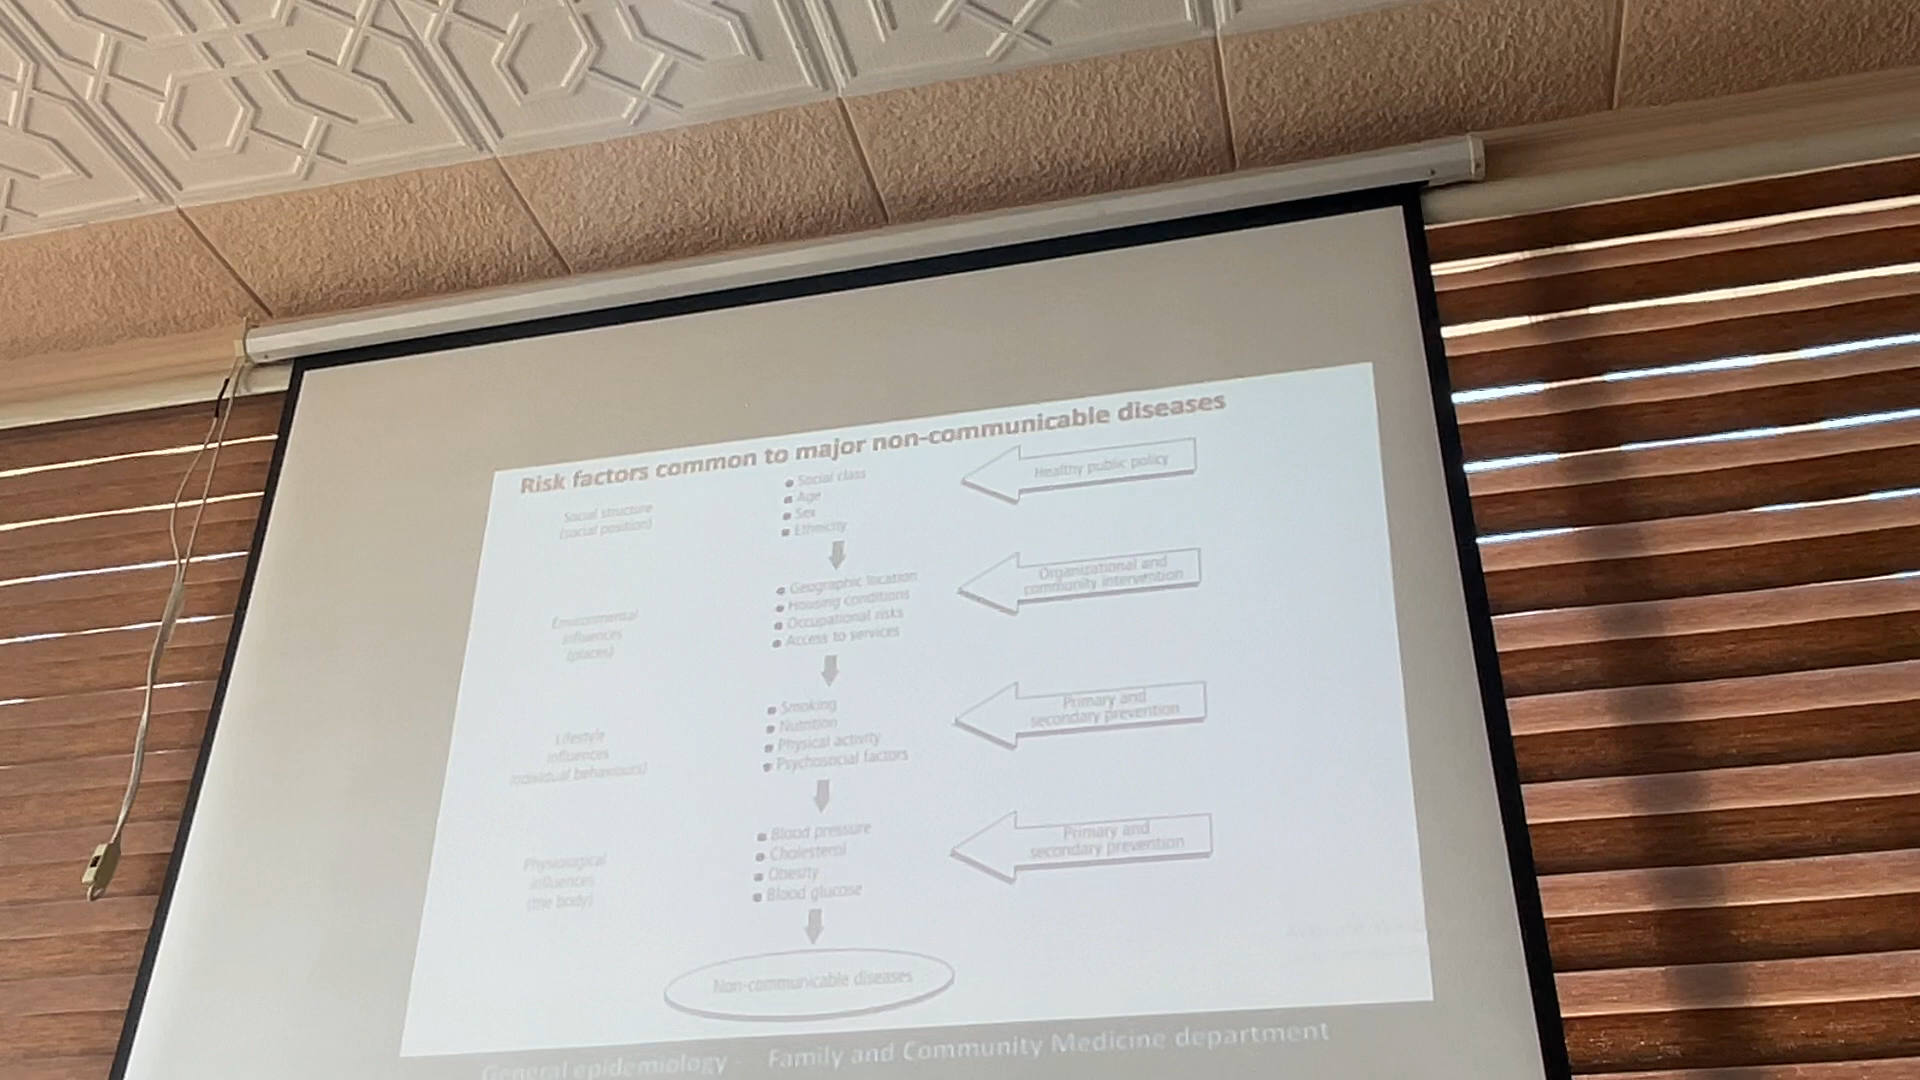 Risk factors common to major non-communicable diseases
Social structure
(social position)
Social class
Age
Sex
Ethnicity
Healthy public policy
Environmental
influences
(places)
Geographic location
Housing conditions
Occupational risks
Access to services
Organizational and
community intervention
Lifestyle
influences
individual behaviours)
Smoking
Nutrition
Physical activity
Psychosocial factors
Primary and
secondary prevention
Physiological
influences
(the body)
Blood pressure
Cholesterol
Obesity
Blood glucose
Primary and
secondary prevention
Non-communicable diseases
General epidemiology - Family and Community Medicine department